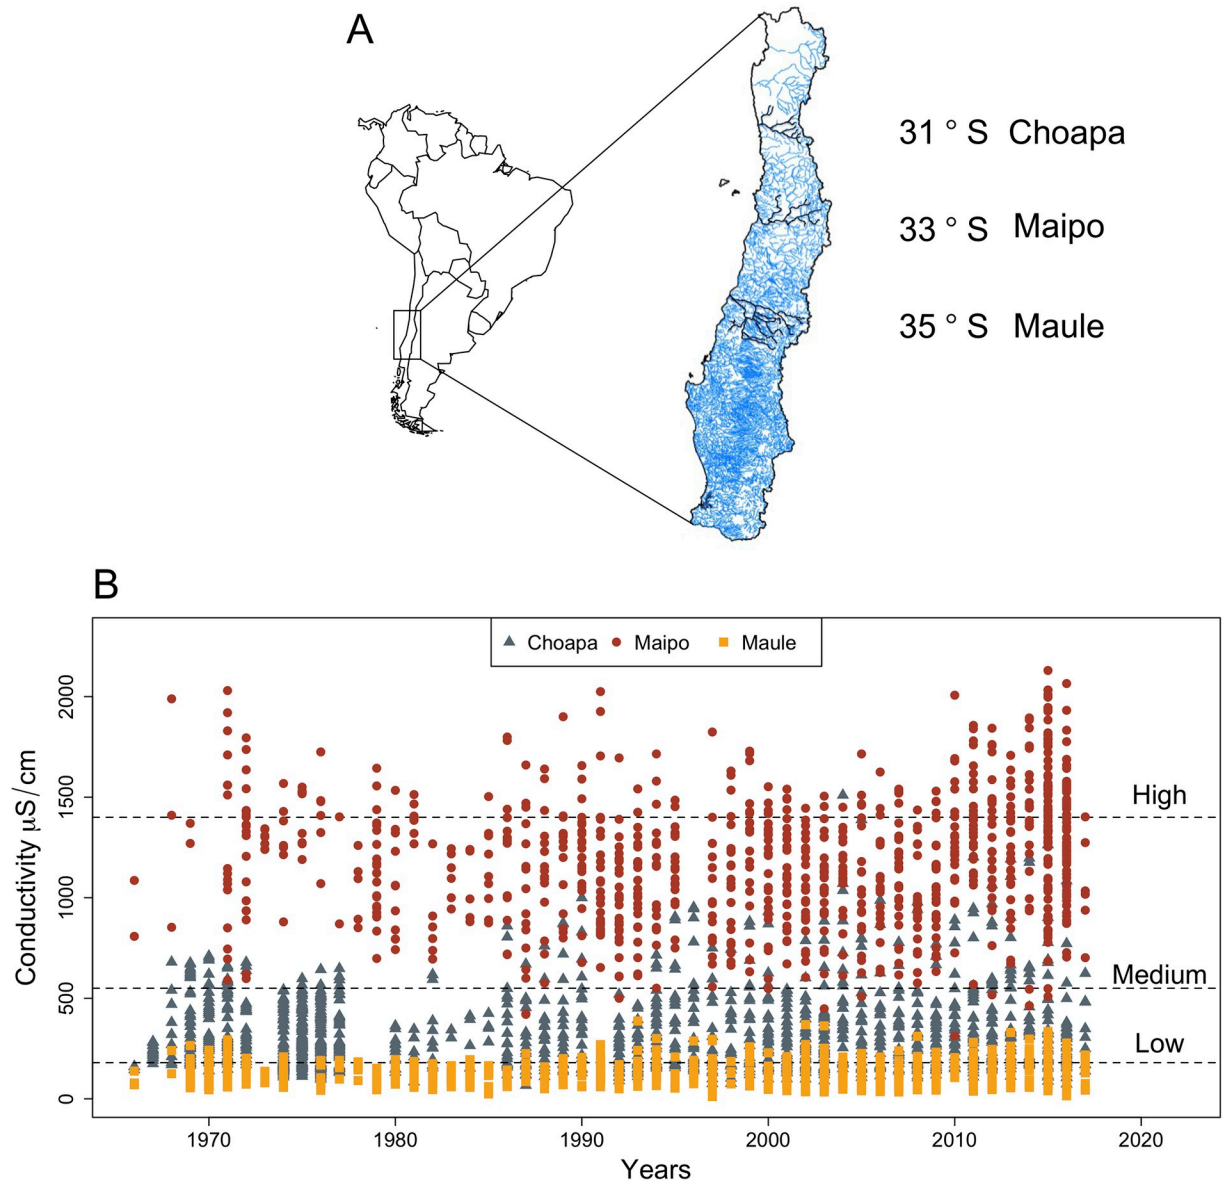 A
31 ° S Choapa
33 ° S Maipo
35 ° S Maule
B
Choapa Maipo Maule
2000
1500
1000
500
0
High
Medium
Low
Conductivity µS/cm
1970 1980 1990 2000 2010 2020
Years